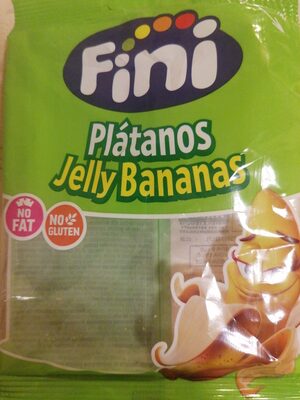 Fini
Plátanos
Jelly Bananas
NO
FAT
NO
GLUTEN